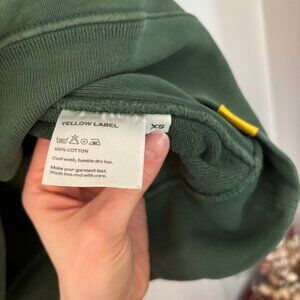 YELLOW LABEL
XS
100% COTTON
Cool wash, tumble dry low.
Make your garment last.
Wash less and with care.